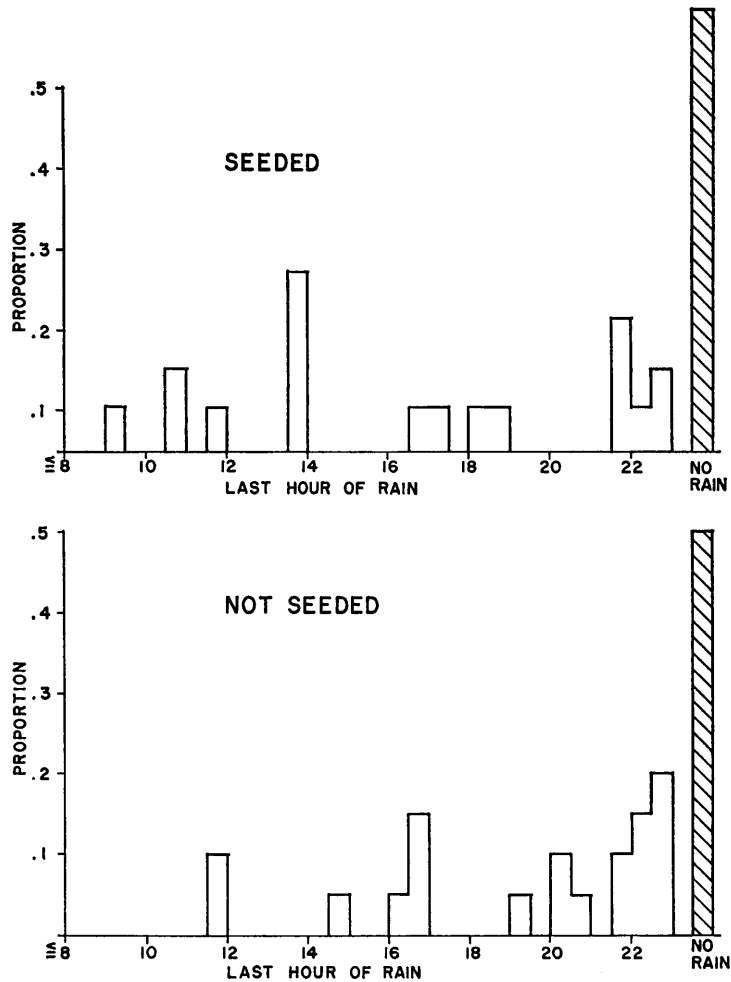 .5
.4
.3
.2
.1
PROPORTION
SEEDED
≦8 10 12 14 16 18 20 22 NO RAIN
LAST HOUR OF RAIN
.5
.4
.3
.2
.1
PROPORTION
NOT SEEDED
≦8 10 12 14 16 18 20 22 NO RAIN
LAST HOUR OF RAIN